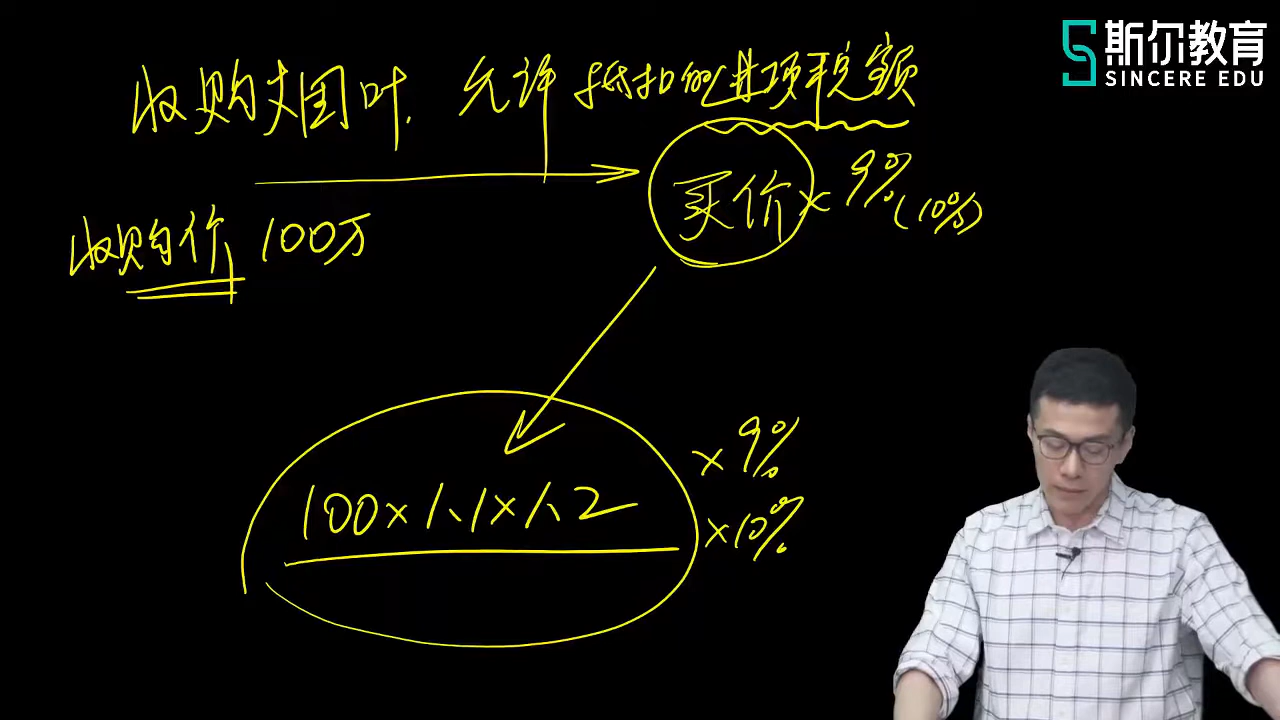 斯尔教育
SINCERE EDU
收购烟叶. 允许抵扣的进项税额
买价×9%(10%)
收购价 100万
100×1.1×1.2
×9%
×10%